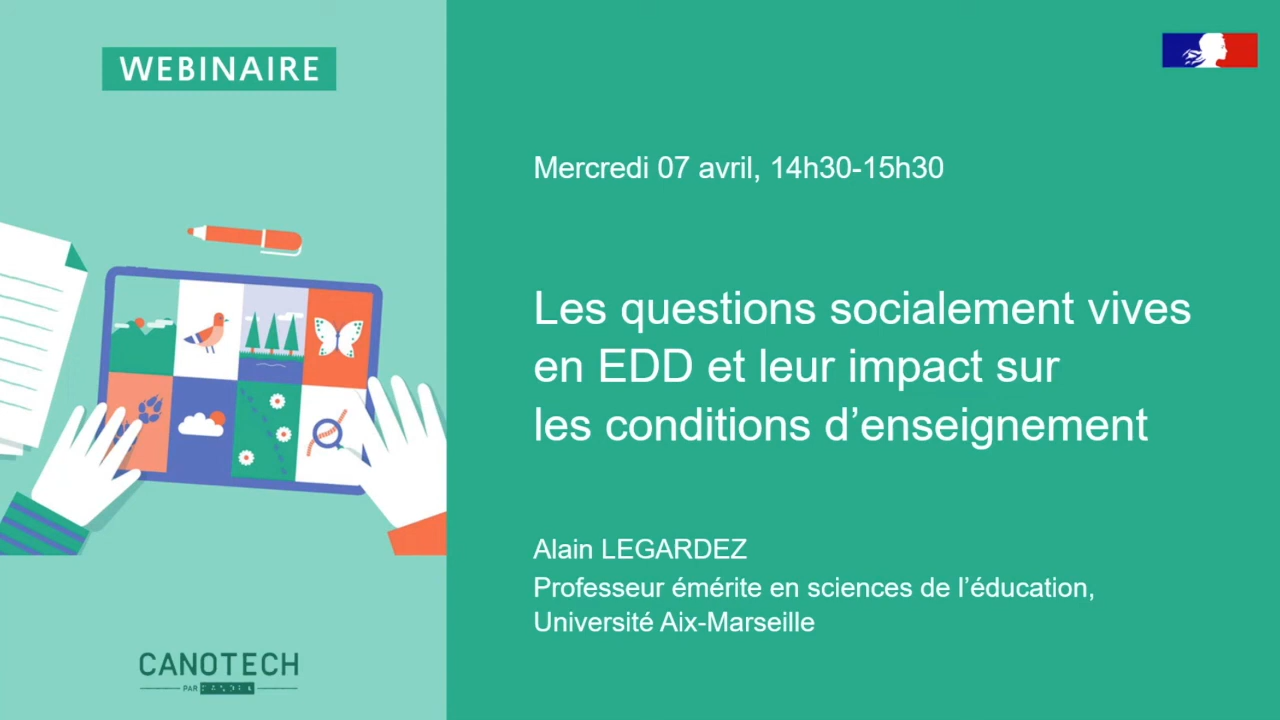 WEBINAIRE
Mercredi 07 avril, 14h30-15h30
Les questions socialement vives
en EDD et leur impact sur
les conditions d’enseignement
Alain LEGARDEZ
Professeur émérite en sciences de l’éducation,
Université Aix-Marseille
CANOTECH
PAR